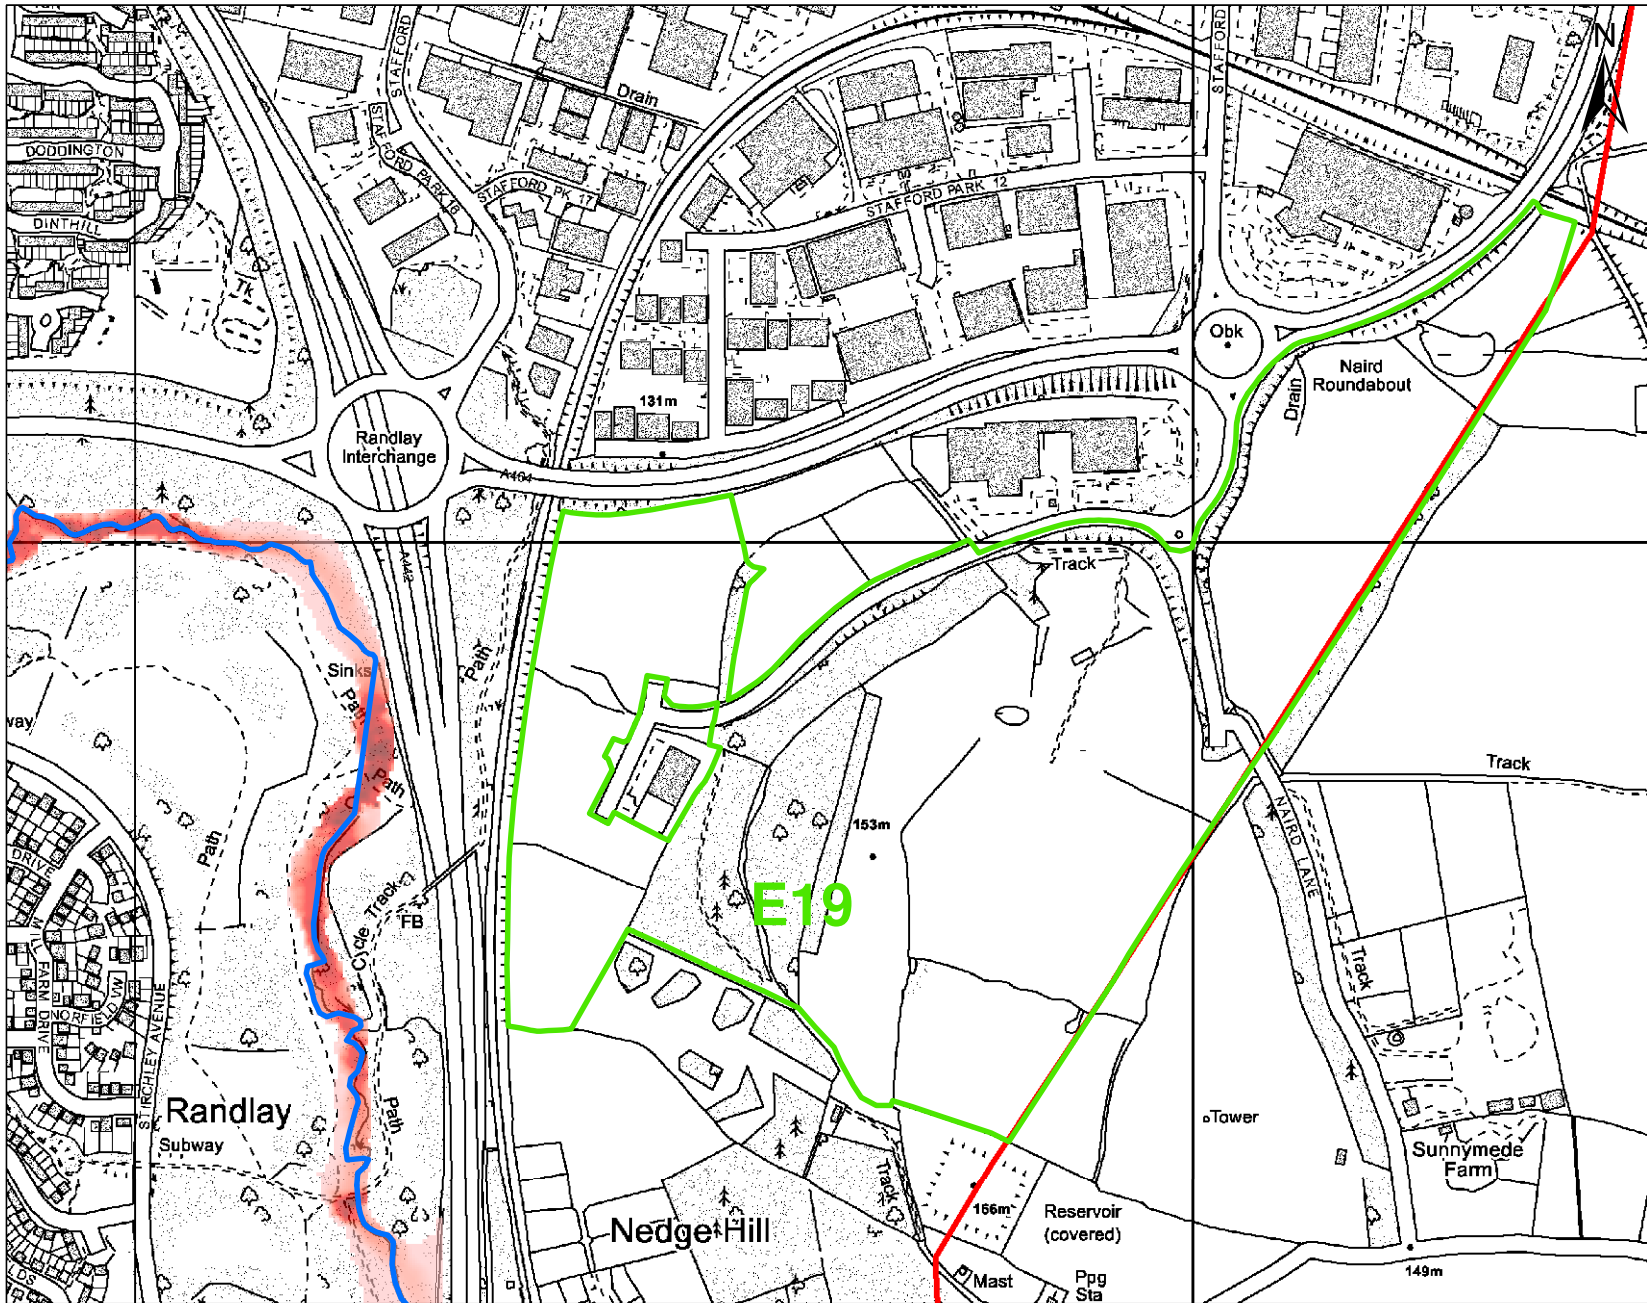 STAFFORD
STAFFORD
N
Drain
DODDINGTON
STAFFORD PARK 18
STAFFORD PK 17
STAFFORD PARK 12
DINTHILL
Tk
Obk
Naird
Roundabout
Drain
131m
Randlay
Interchange
A464
A442
Track
Path
Sinks
Path
way
Path
Track
Path
153m
NAIRD LANE
DRIVE
E19
Cycle Track
FB
MILL
FARM DRIVE
NORFIELD VW
STIRCHLEY AVENUE
Track
Path
Randlay
Subway
Tower
Sunnymede
Farm
Track
156m
Reservoir
(covered)
Nedge Hill
Mast
Ppg
Sta
149m